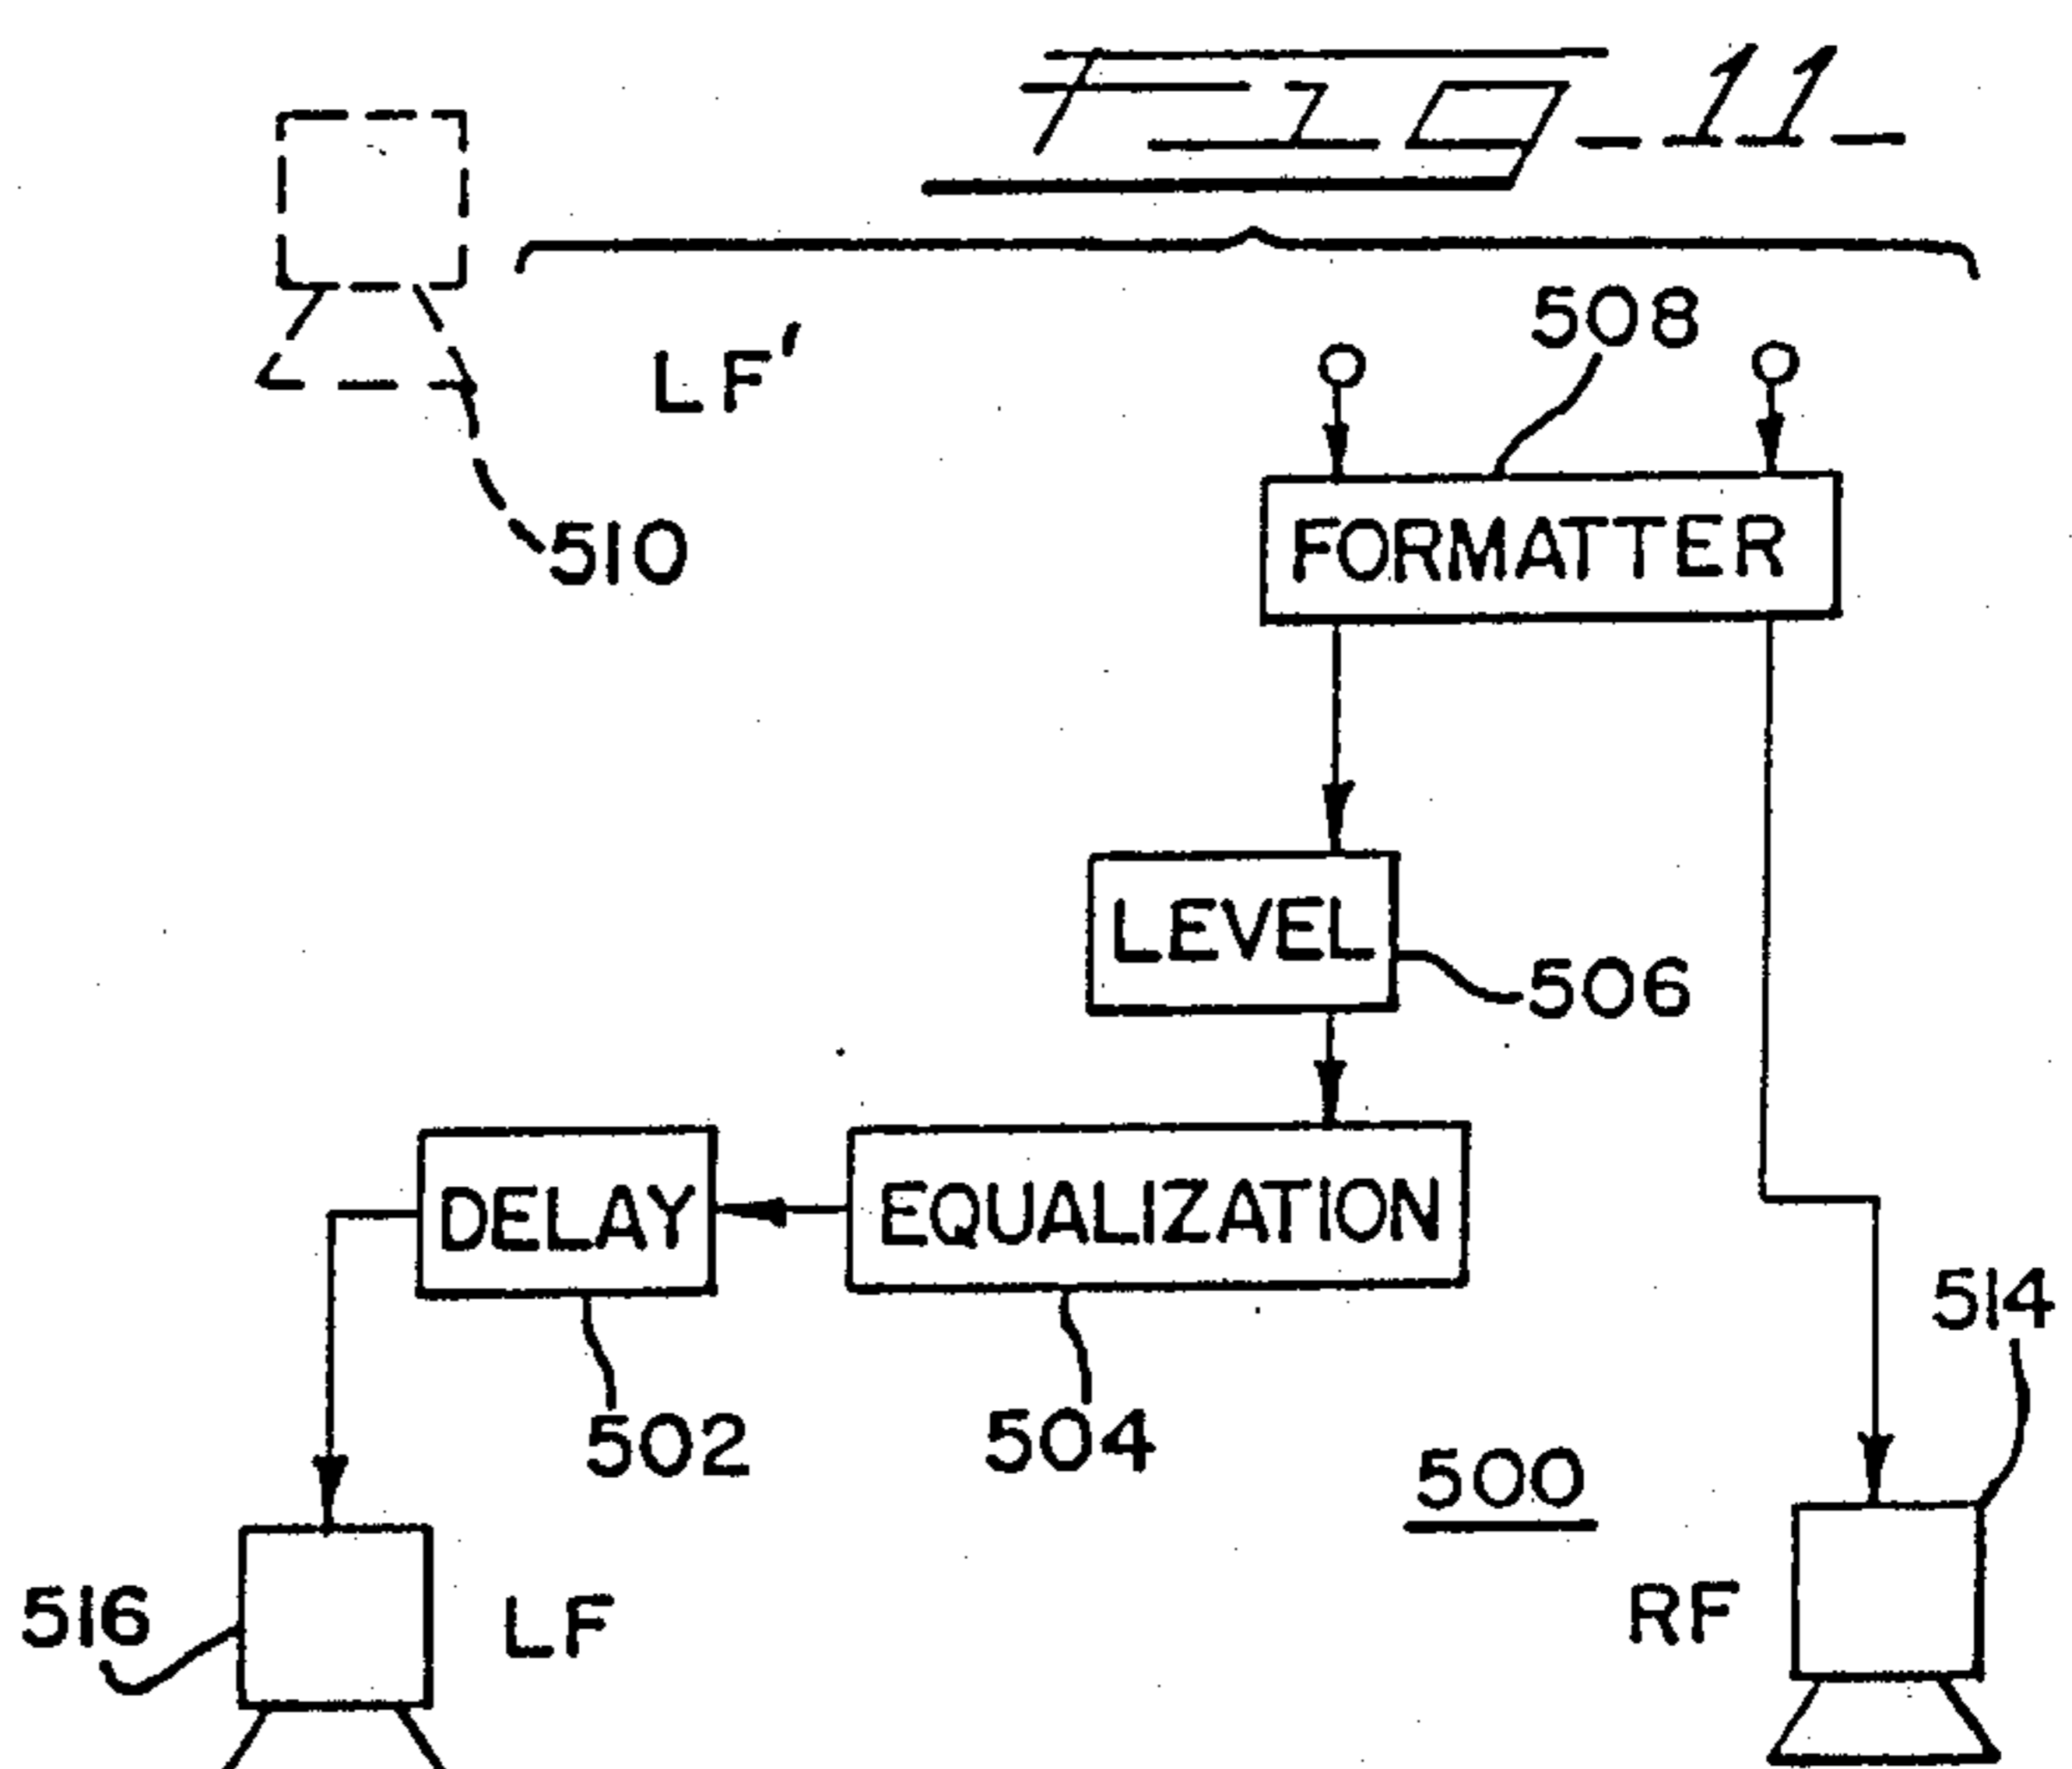 Fig-11-
508
LF'
510
FORMATTER
LEVEL
506
DELAY
EQUALIZATION
514
502
504
500
516
LF
RF